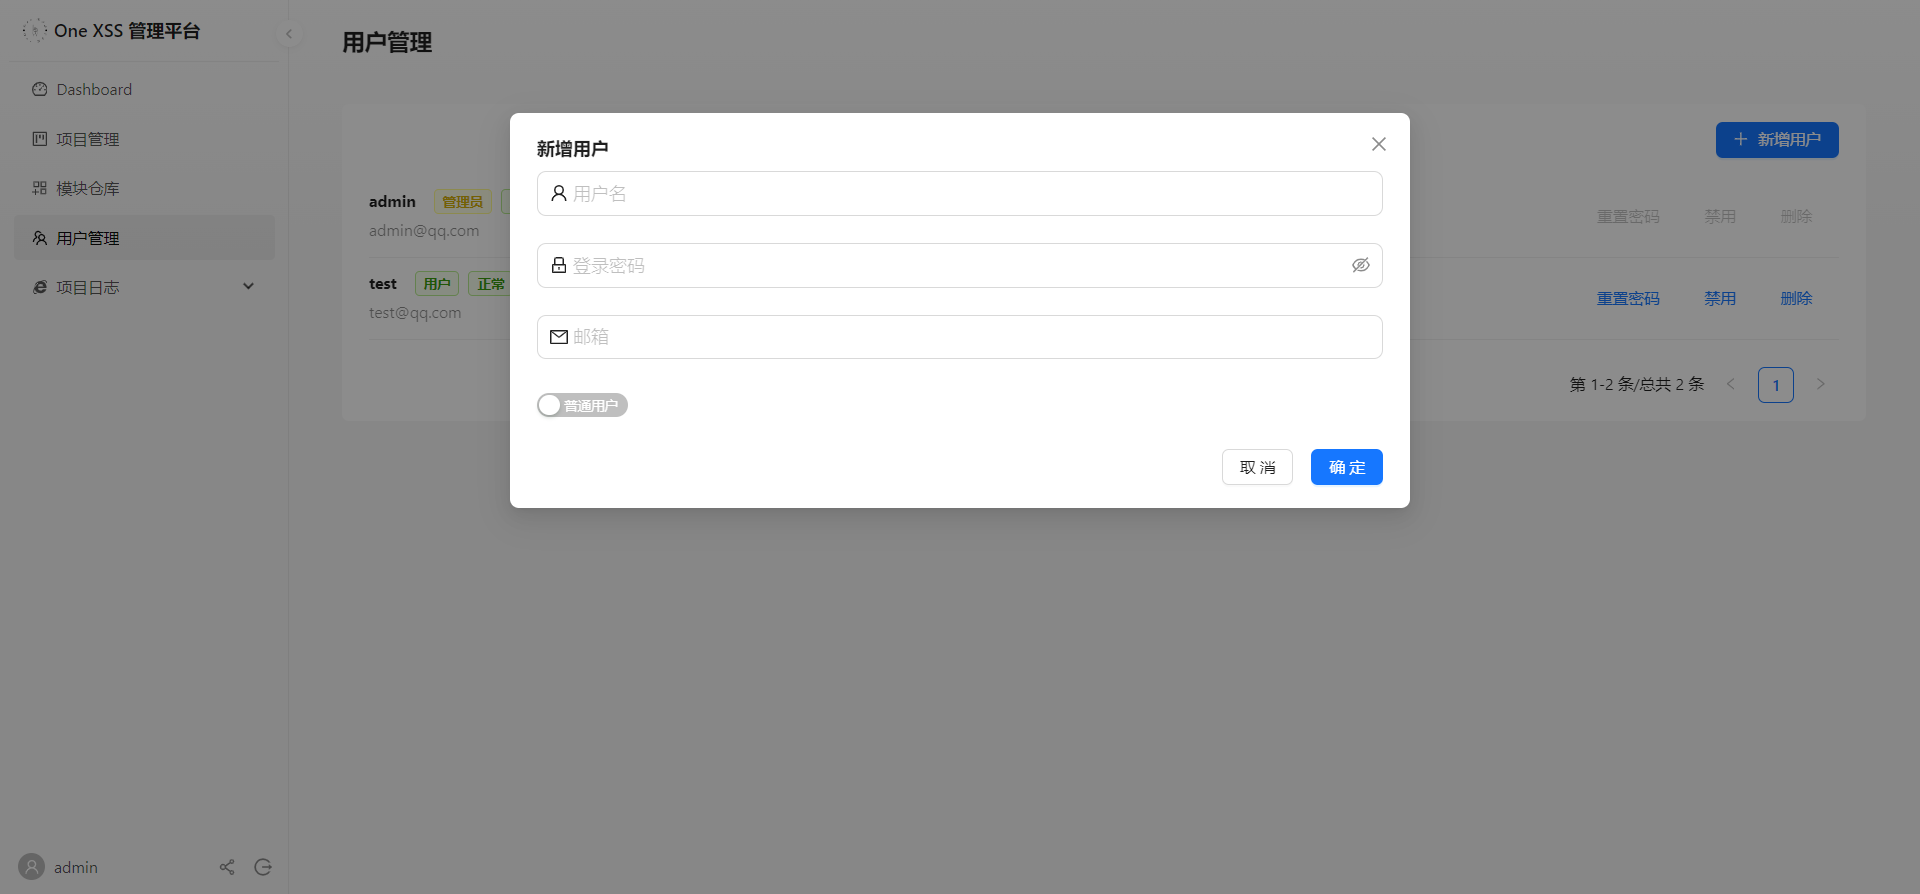 One XSS 管理平台
Dashboard
项目管理
模块仓库
用户管理
项目日志
admin
用户管理
新增用户
admin 管理员
admin@qq.com
重置密码 禁用 删除
test 用户 正常
test@qq.com
重置密码 禁用 删除
第 1-2 条/总共 2 条 1
新增用户
用户名
登录密码
邮箱
普通用户
取消 确定